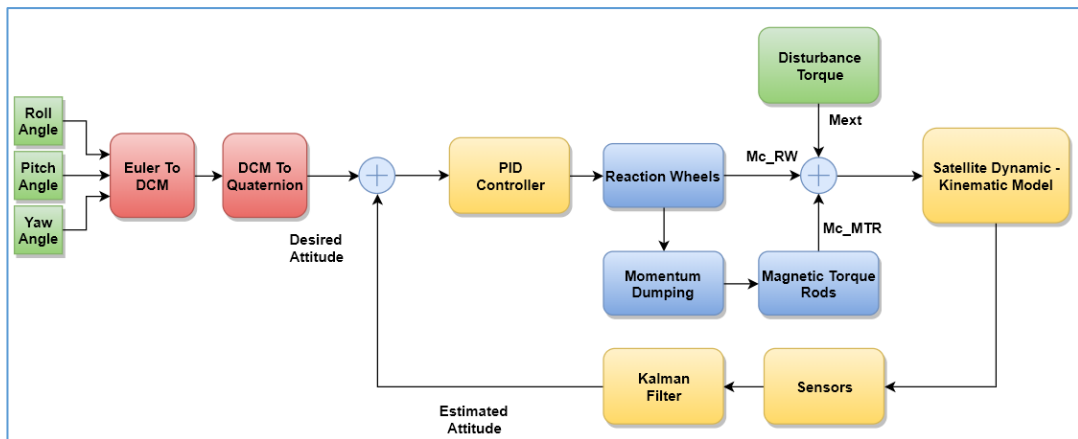 Roll
Angle
Pitch
Angle
Yaw
Angle
Euler To
DCM
DCM To
Quaternion
Desired
Attitude
PID
Controller
Reaction Wheels
Momentum
Dumping
Magnetic Torque
Rods
Disturbance
Torque
Mext
Mc_RW
Mc_MTR
Satellite Dynamic -
Kinematic Model
Sensors
Kalman
Filter
Estimated
Attitude